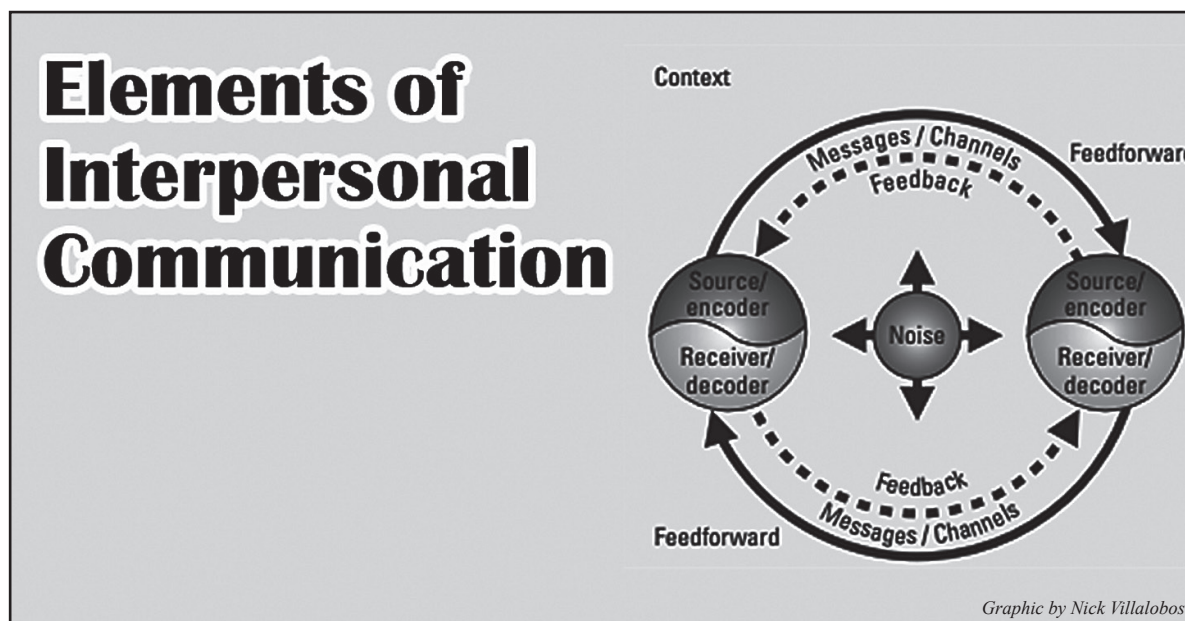 Elements of
Interpersonal
Communication
Context
Messages / Channels
Feedforward
Feedback
Source/
encoder
Receiver/
decoder
Noise
Source/
encoder
Receiver/
decoder
Feedback
Messages / Channels
Feedforward
Graphic by Nick Villalobos